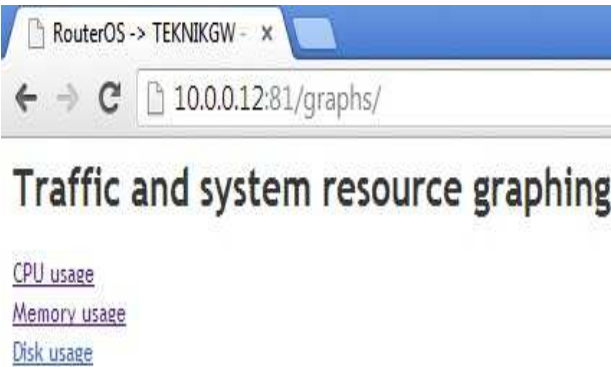 RouterOS -> TEKNIKGW - x
10.0.0.12:81/graphs/
Traffic and system resource graphing
CPU usage
Memory usage
Disk usage